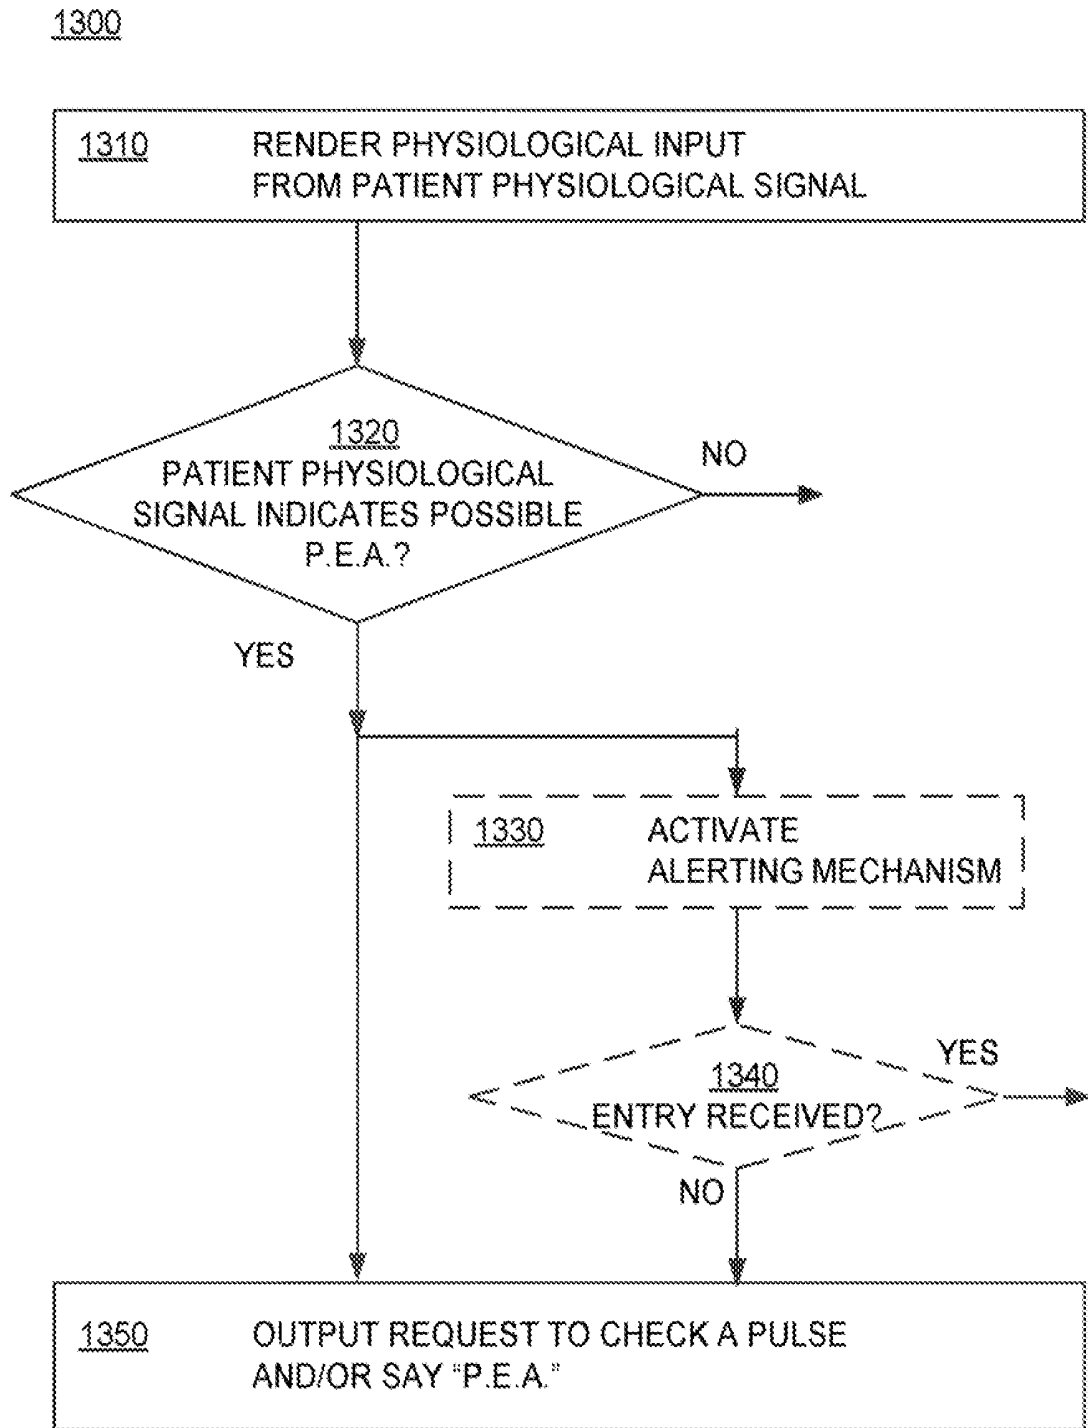 1300
1310 RENDER PHYSIOLOGICAL INPUT
FROM PATIENT PHYSIOLOGICAL SIGNAL
1320
PATIENT PHYSIOLOGICAL
SIGNAL INDICATES POSSIBLE
P.E.A.?
NO
YES
1330 ACTIVATE
ALERTING MECHANISM
1340
ENTRY RECEIVED?
YES
NO
1350 OUTPUT REQUEST TO CHECK A PULSE
AND/OR SAY "P.E.A."